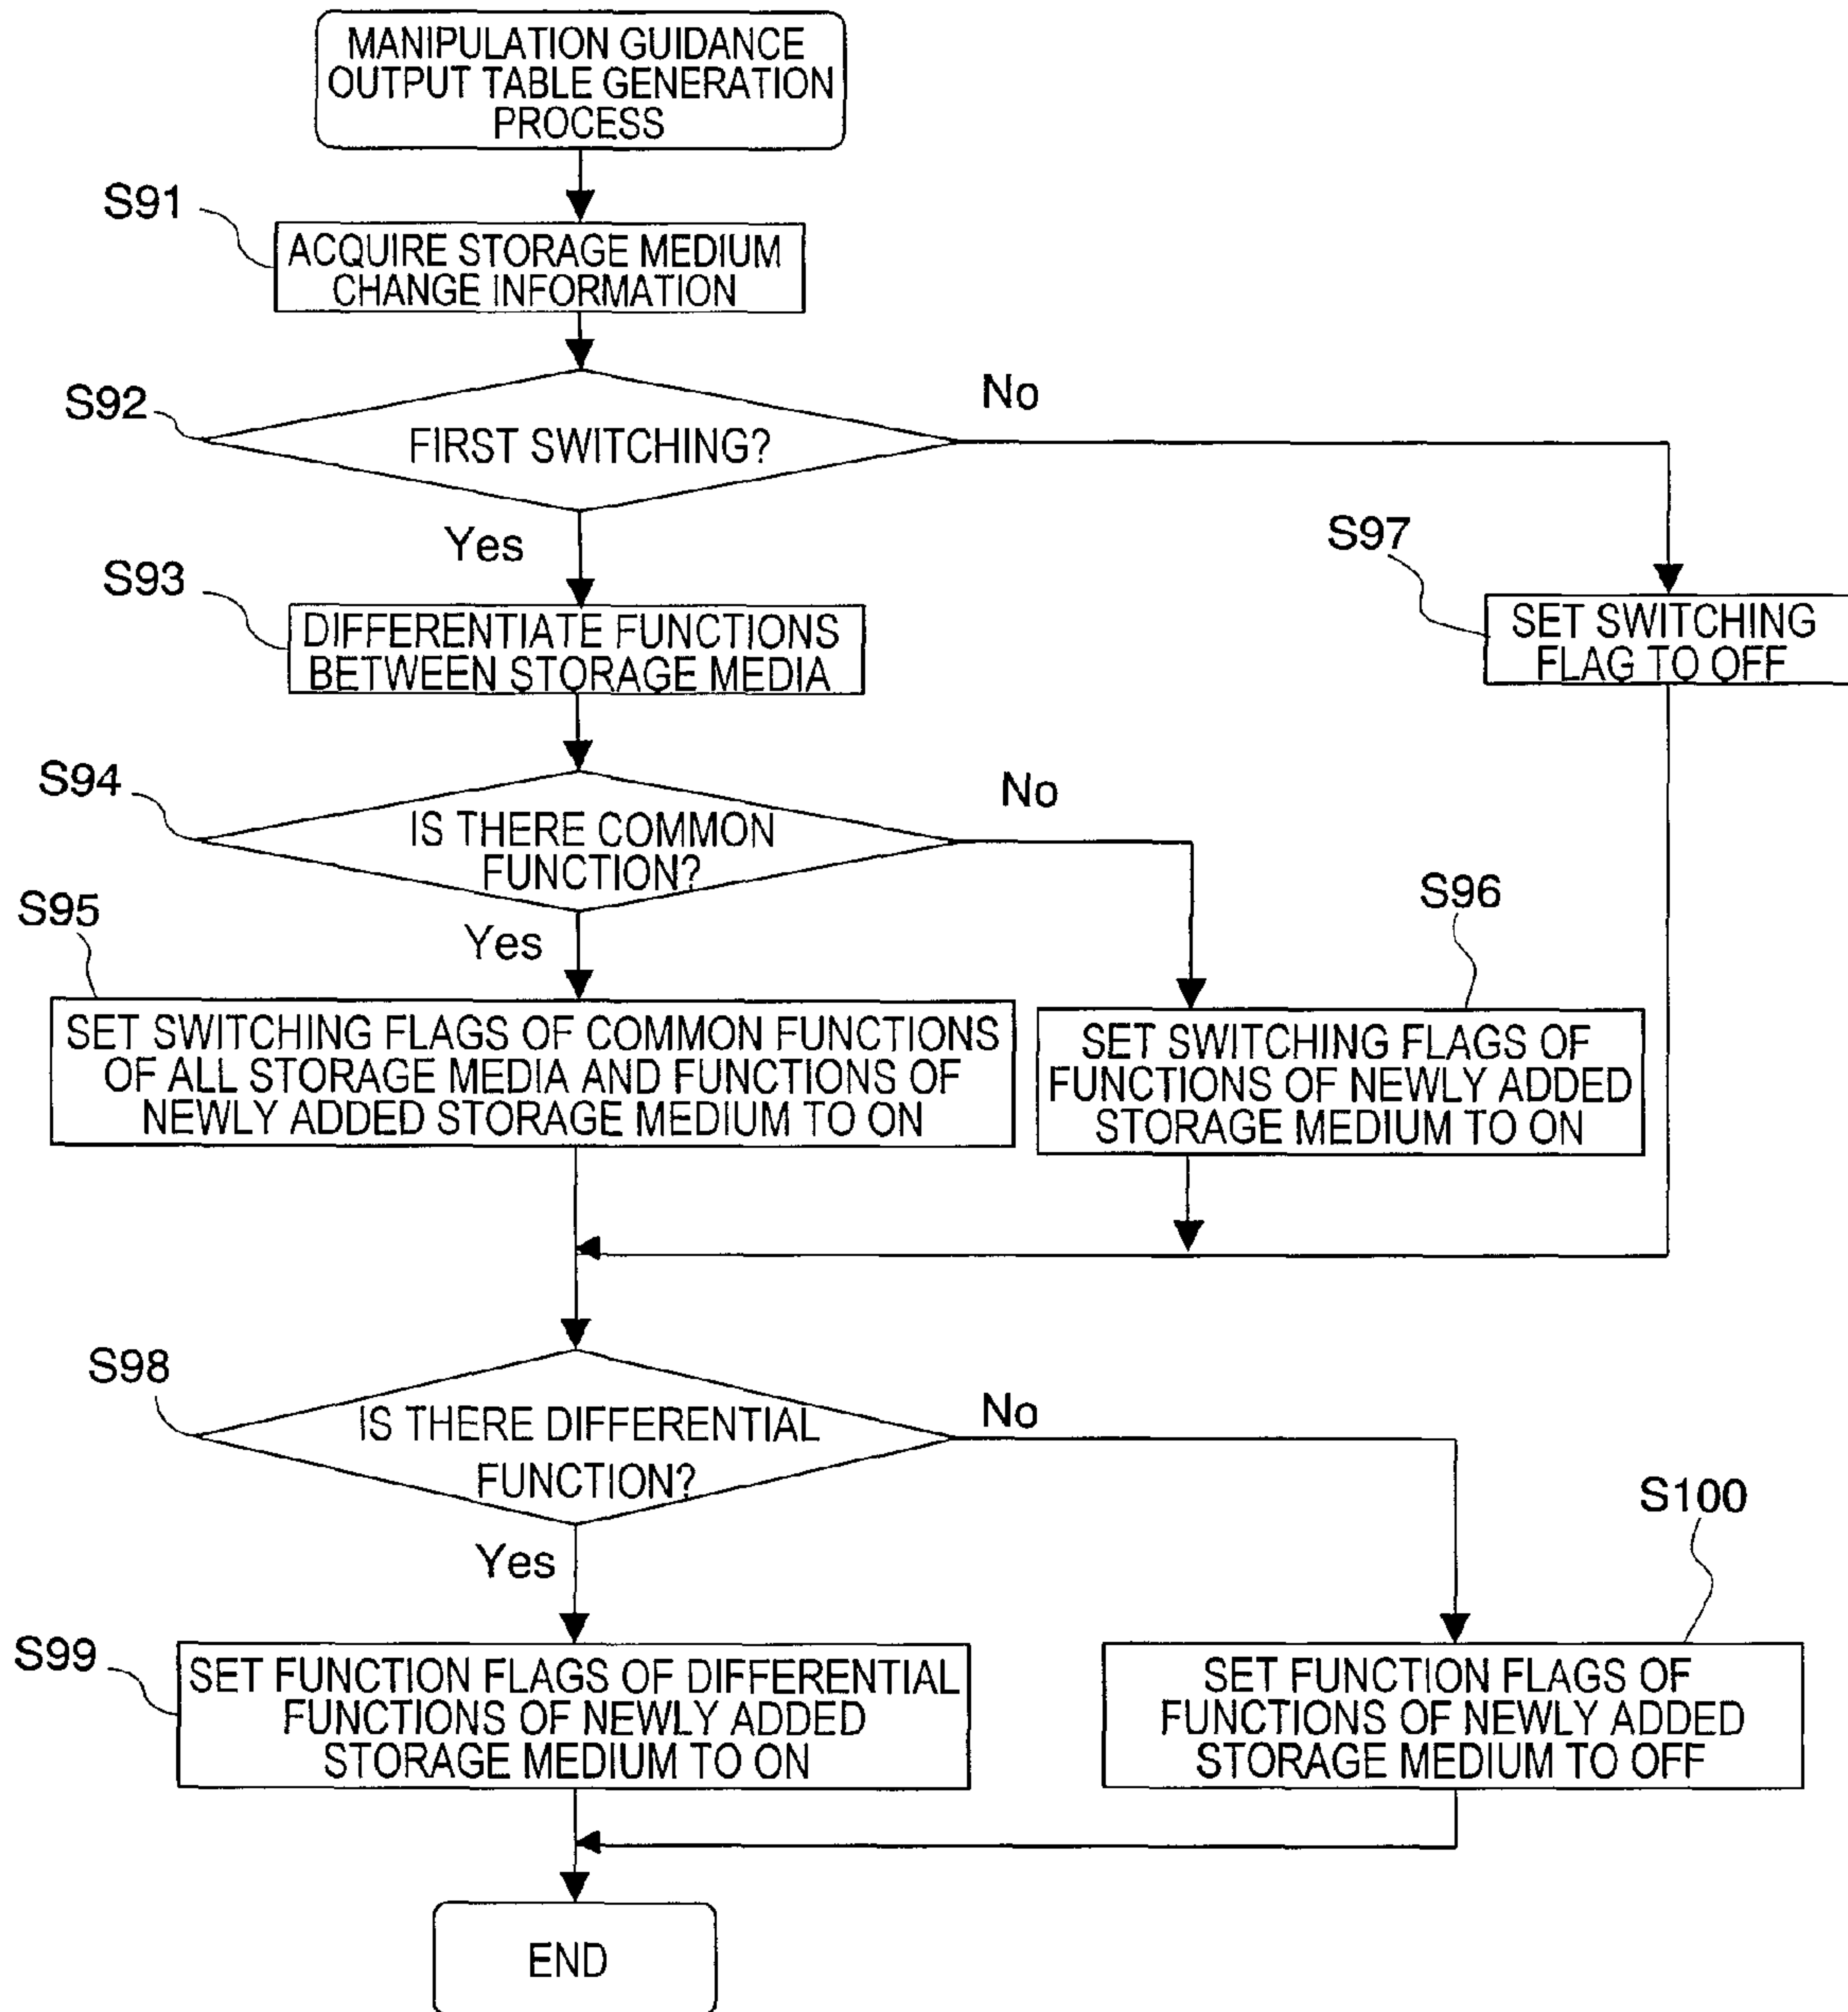 MANIPULATION GUIDANCE
OUTPUT TABLE GENERATION
PROCESS
S91
ACQUIRE STORAGE MEDIUM
CHANGE INFORMATION
S92
FIRST SWITCHING?
No
Yes
S93
DIFFERENTIATE FUNCTIONS
BETWEEN STORAGE MEDIA
S97
SET SWITCHING
FLAG TO OFF
S94
IS THERE COMMON
FUNCTION?
No
Yes
S95
SET SWITCHING FLAGS OF COMMON FUNCTIONS
OF ALL STORAGE MEDIA AND FUNCTIONS OF
NEWLY ADDED STORAGE MEDIUM TO ON
S96
SET SWITCHING FLAGS OF
FUNCTIONS OF NEWLY ADDED
STORAGE MEDIUM TO ON
S98
IS THERE DIFFERENTIAL
FUNCTION?
No
Yes
S99
SET FUNCTION FLAGS OF DIFFERENTIAL
FUNCTIONS OF NEWLY ADDED
STORAGE MEDIUM TO ON
S100
SET FUNCTION FLAGS OF
FUNCTIONS OF NEWLY ADDED
STORAGE MEDIUM TO OFF
END